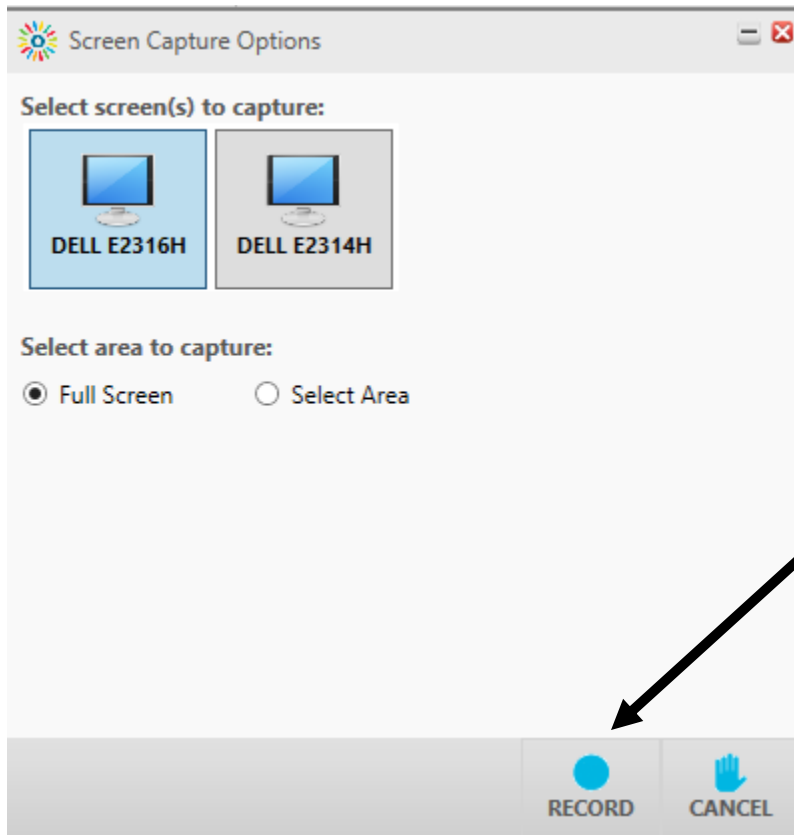 Screen Capture Options
Select screen(s) to capture:
DELL E2316H DELL E2314H
Select area to capture:
Full Screen Select Area
RECORD CANCEL